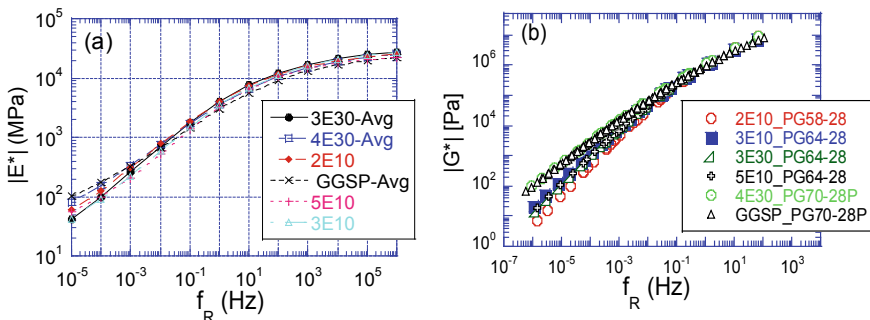 (a)
|E*| (MPa)
10^5
10^4
10^3
10^2
10^1
3E30-Avg
4E30-Avg
2E10
GGSP-Avg
5E10
3E10
10^-5 10^-3 10^-1 10^1 10^3 10^5
f_R (Hz)
(b)
|G*| [Pa]
10^6
10^4
10^2
10^0
2E10_PG58-28
3E10_PG64-28
3E30_PG64-28
5E10_PG64-28
4E30_PG70-28P
GGSP_PG70-28P
10^-7 10^-5 10^-3 10^-1 10^1 10^3
f_R (Hz)